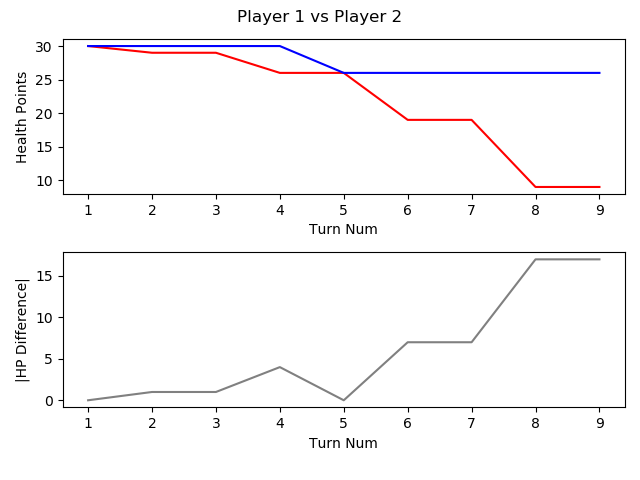 Player 1 vs Player 2
30
25
20
15
10
Health Points
1 2 3 4 5 6 7 8 9
Turn Num
15
10
5
0
|HP Difference|
1 2 3 4 5 6 7 8 9
Turn Num